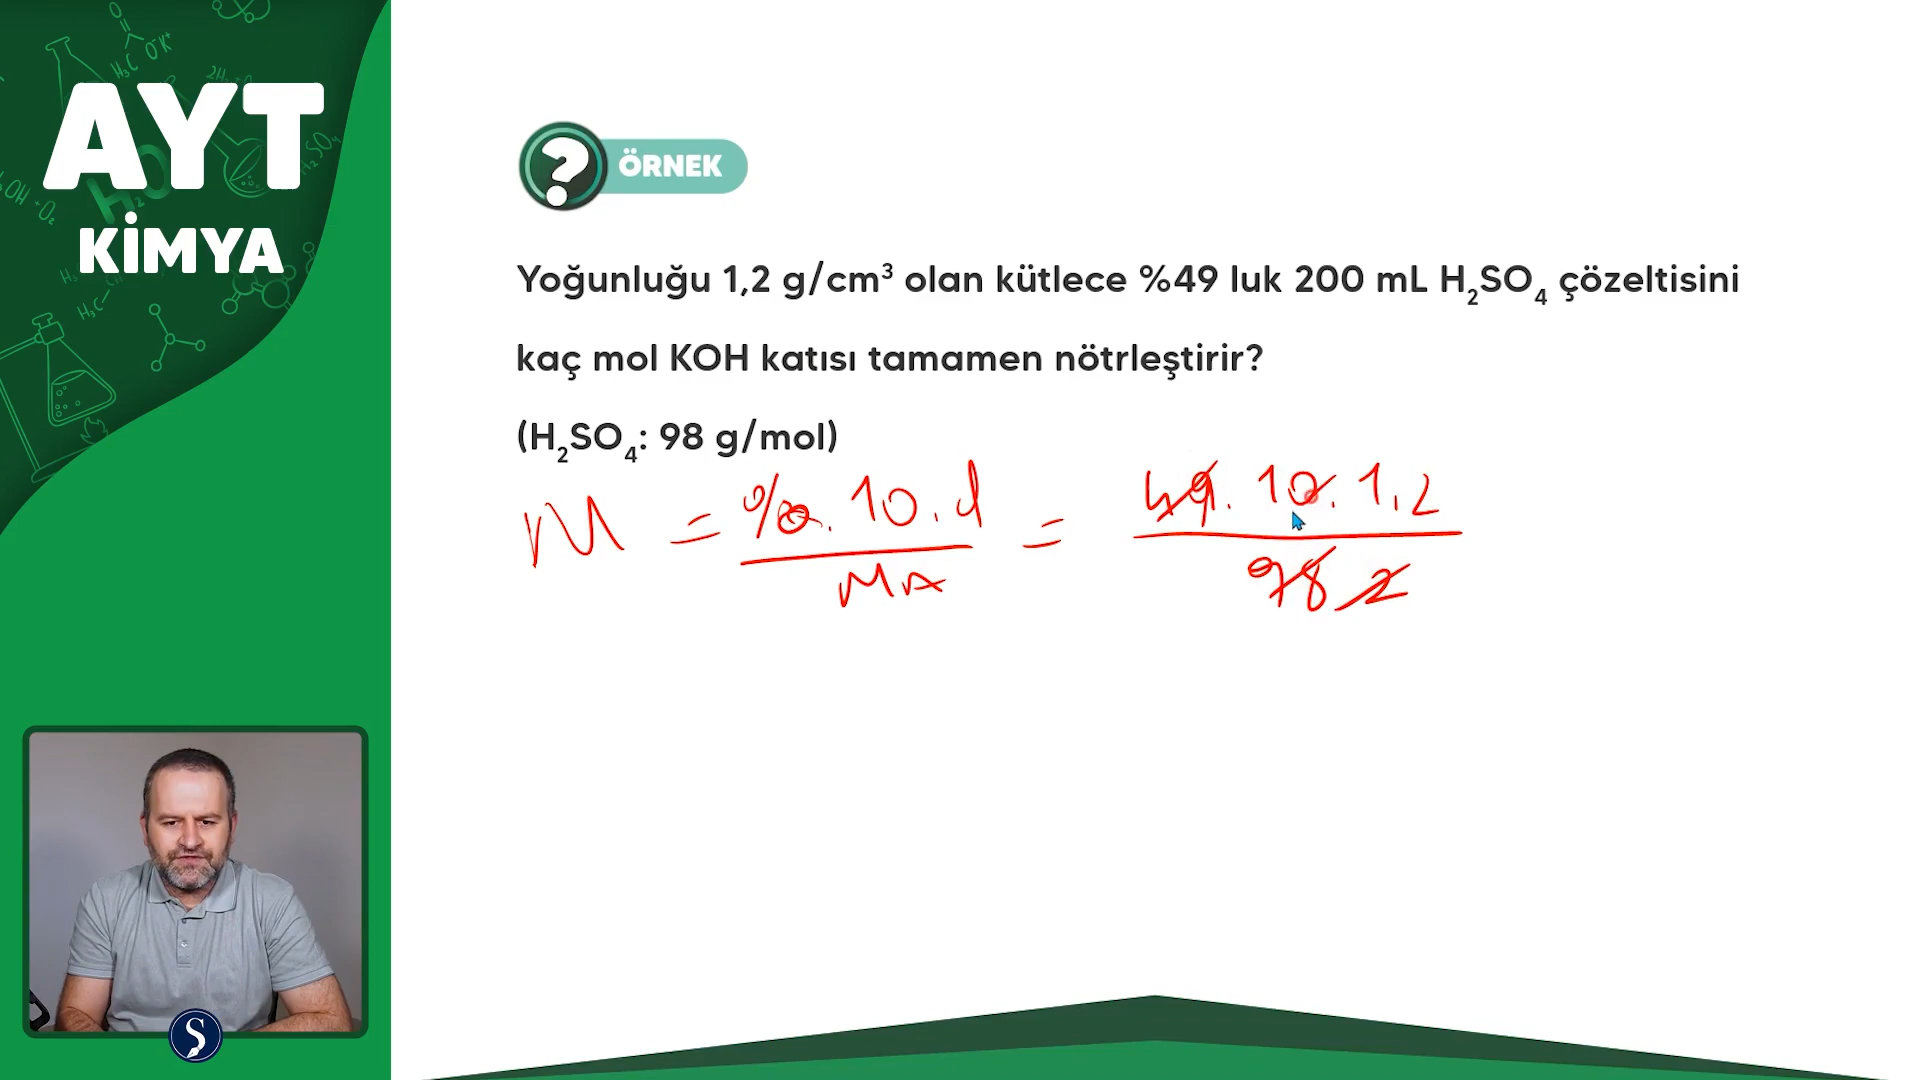 AYT
KİMYA
? ÖRNEK
Yoğunluğu 1,2 g/cm³ olan kütlece %49 luk 200 mL H₂SO₄ çözeltisini
kaç mol KOH katısı tamamen nötrleştirir?
(H₂SO₄: 98 g/mol)
M = %.10.d / MA = 49.10.1,2 / 98 2
S